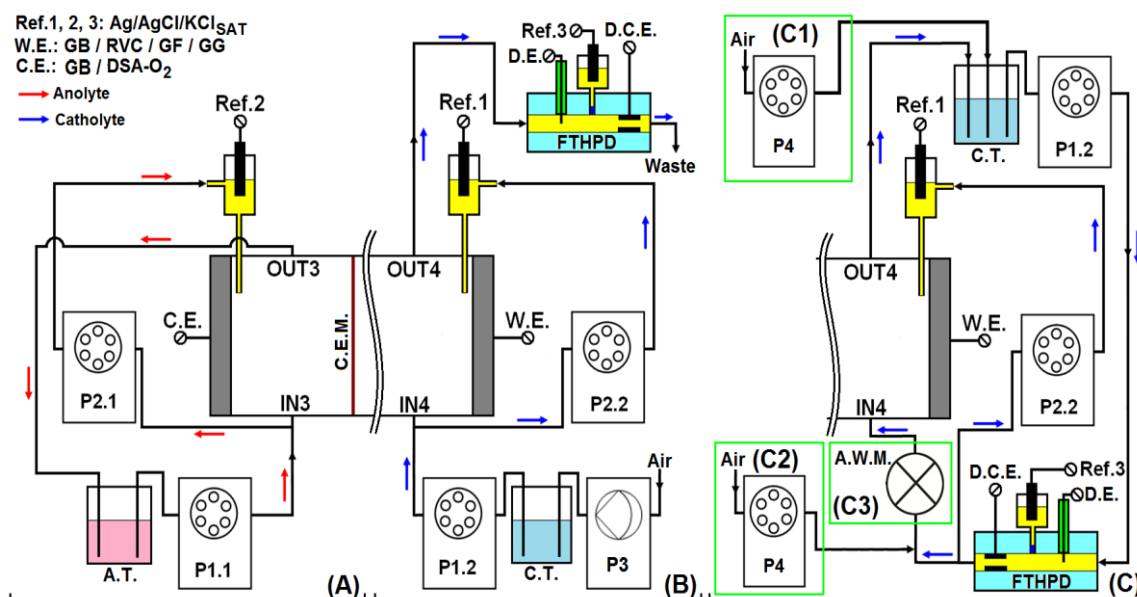 Ref.1, 2, 3: Ag/AgCl/KClSAT
W.E.: GB / RVC / GF / GG
C.E.: GB / DSA-O2
Anolyte
Catholyte
Ref.2
Ref.1
Ref.3
D.E.
D.C.E.
FTHPD
Waste
OUT3
OUT4
C.E.
C.E.M.
W.E.
P2.1
IN3
IN4
P2.2
Air
A.T.
P1.1
(A)
P1.2
C.T.
P3
(B)
Air
(C1)
P4
Ref.1
C.T.
P1.2
OUT4
W.E.
IN4
P2.2
Air
(C2)
P4
A.W.M.
(C3)
D.C.E.
Ref.3
D.E.
FTHPD
(C)